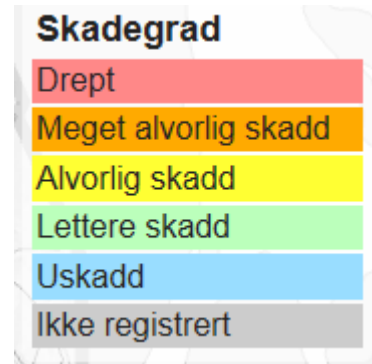 Skadegrad
Drept
Meget alvorlig skadd
Alvorlig skadd
Lettere skadd
Uskadd
Ikke registrert